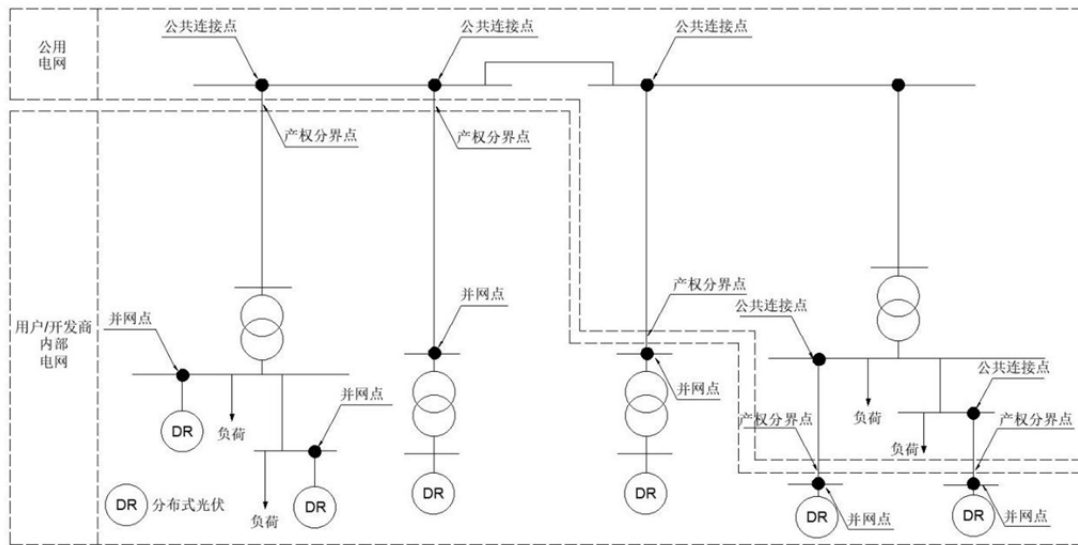 公共连接点
公共连接点
公共连接点
公用
电网
产权分界点
产权分界点
产权分界点
并网点
公共连接点
用户/开发商
内部
电网
并网点
并网点
公共连接点
并网点
负荷
DR
负荷
产权分界点
产权分界点
负荷
DR
DR
DR
DR 分布式光伏
负荷
DR
DR
并网点
并网点